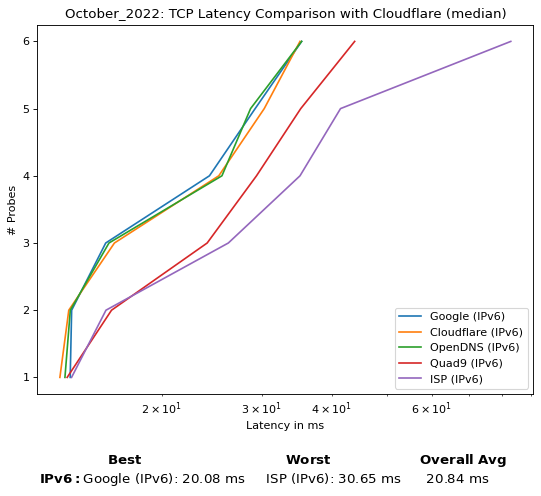 October_2022: TCP Latency Comparison with Cloudflare (median)
6
5
4
3
2
1
# Probes
Google (IPv6)
Cloudflare (IPv6)
OpenDNS (IPv6)
Quad9 (IPv6)
ISP (IPv6)
2 × 10¹ 3 × 10¹ 4 × 10¹ 6 × 10¹
Latency in ms
Best Worst Overall Avg
IPv6: Google (IPv6): 20.08 ms ISP (IPv6): 30.65 ms 20.84 ms